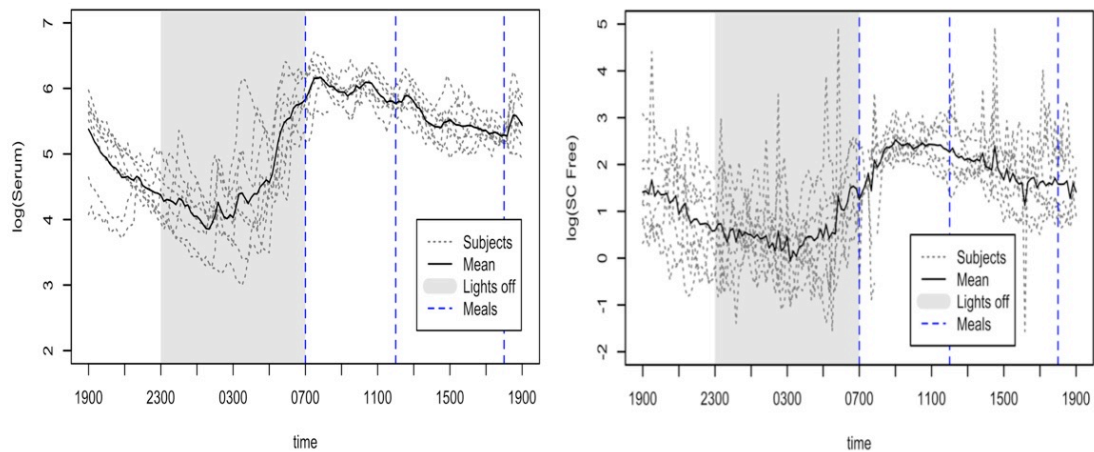 log(Serum)
7
6
5
4
3
2
Subjects
Mean
Lights off
Meals
1900 2300 0300 0700 1100 1500 1900
time
log(SC Free)
5
4
3
2
1
0
-1
-2
Subjects
Mean
Lights off
Meals
1900 2300 0300 0700 1100 1500 1900
time